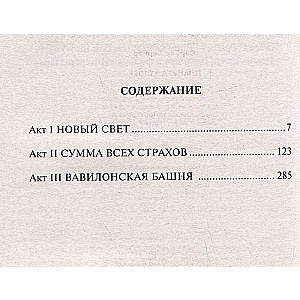 СОДЕРЖАНИЕ
Акт I НОВЫЙ СВЕТ ........................................ 7
Акт II СУММА ВСЕХ СТРАХОВ ........................ 123
Акт III ВАВИЛОНСКАЯ БАШНЯ ...................... 285